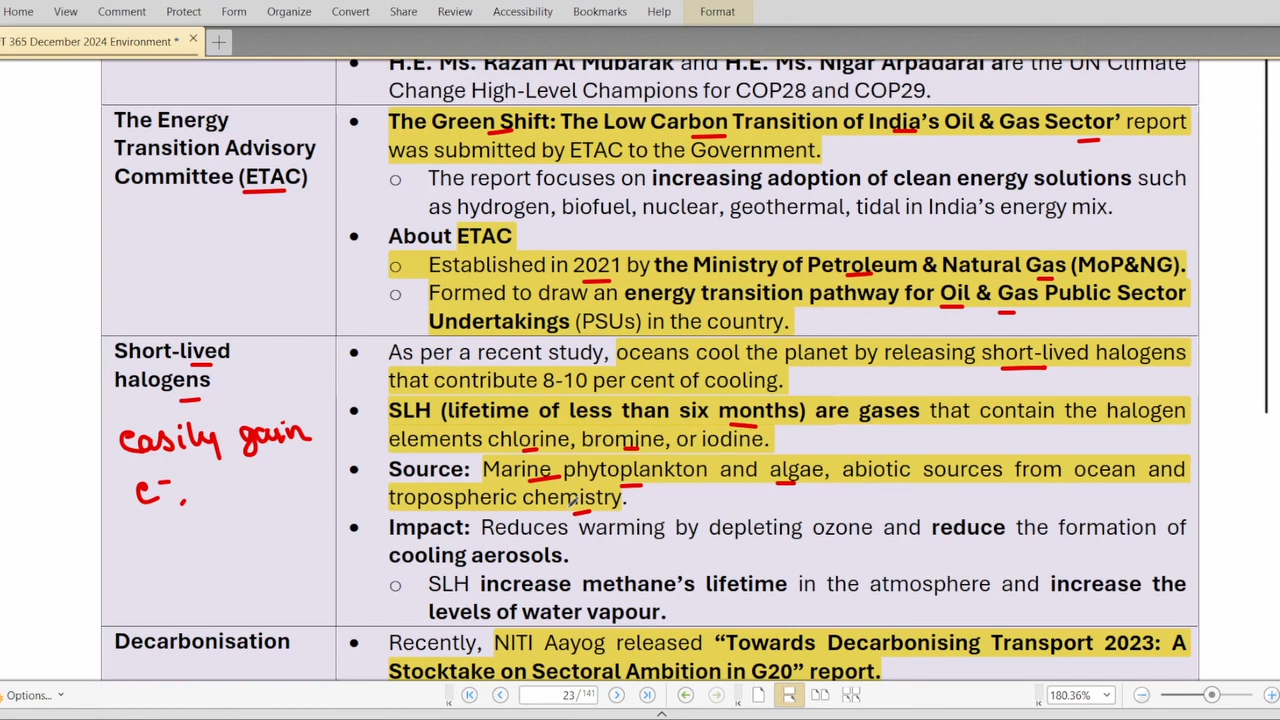 Home View Comment Protect Form Organize Convert Share Review Accessibility Bookmarks Help Format
T 365 December 2024 Environment *
H.E. Ms. Razan Al Mubarak and H.E. Ms. Nigar Arpadarai are the UN Climate
Change High-Level Champions for COP28 and COP29.
The Energy
Transition Advisory
Committee (ETAC)
• The Green Shift: The Low Carbon Transition of India's Oil & Gas Sector' report
was submitted by ETAC to the Government.
o The report focuses on increasing adoption of clean energy solutions such
as hydrogen, biofuel, nuclear, geothermal, tidal in India's energy mix.
• About ETAC
o Established in 2021 by the Ministry of Petroleum & Natural Gas (MoP&NG).
o Formed to draw an energy transition pathway for Oil & Gas Public Sector
Undertakings (PSUs) in the country.
Short-lived
halogens
easily gain
e⁻.
• As per a recent study, oceans cool the planet by releasing short-lived halogens
that contribute 8-10 per cent of cooling.
• SLH (lifetime of less than six months) are gases that contain the halogen
elements chlorine, bromine, or iodine.
• Source: Marine phytoplankton and algae, abiotic sources from ocean and
tropospheric chemistry.
• Impact: Reduces warming by depleting ozone and reduce the formation of
cooling aerosols.
o SLH increase methane's lifetime in the atmosphere and increase the
levels of water vapour.
Decarbonisation
• Recently, NITI Aayog released "Towards Decarbonising Transport 2023: A
Stocktake on Sectoral Ambition in G20" report.
Options... 23 / 141 180.36%